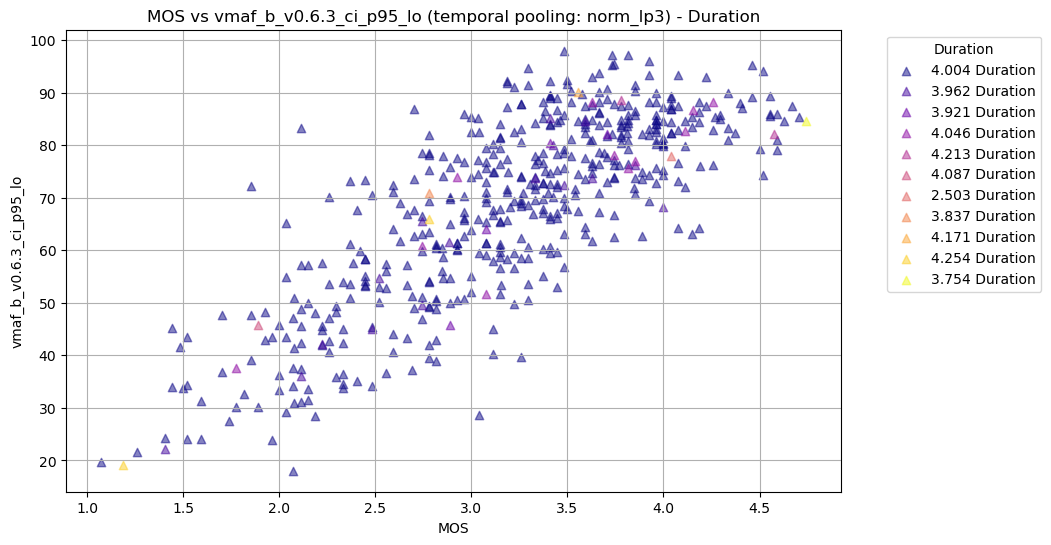 MOS vs vmaf_b_v0.6.3_ci_p95_lo (temporal pooling: norm_lp3) - Duration
vmaf_b_v0.6.3_ci_p95_lo
100
90
80
70
60
50
40
30
20
1.0
1.5
2.0
2.5
3.0
3.5
4.0
4.5
MOS
Duration
4.004 Duration
3.962 Duration
3.921 Duration
4.046 Duration
4.213 Duration
4.087 Duration
2.503 Duration
3.837 Duration
4.171 Duration
4.254 Duration
3.754 Duration